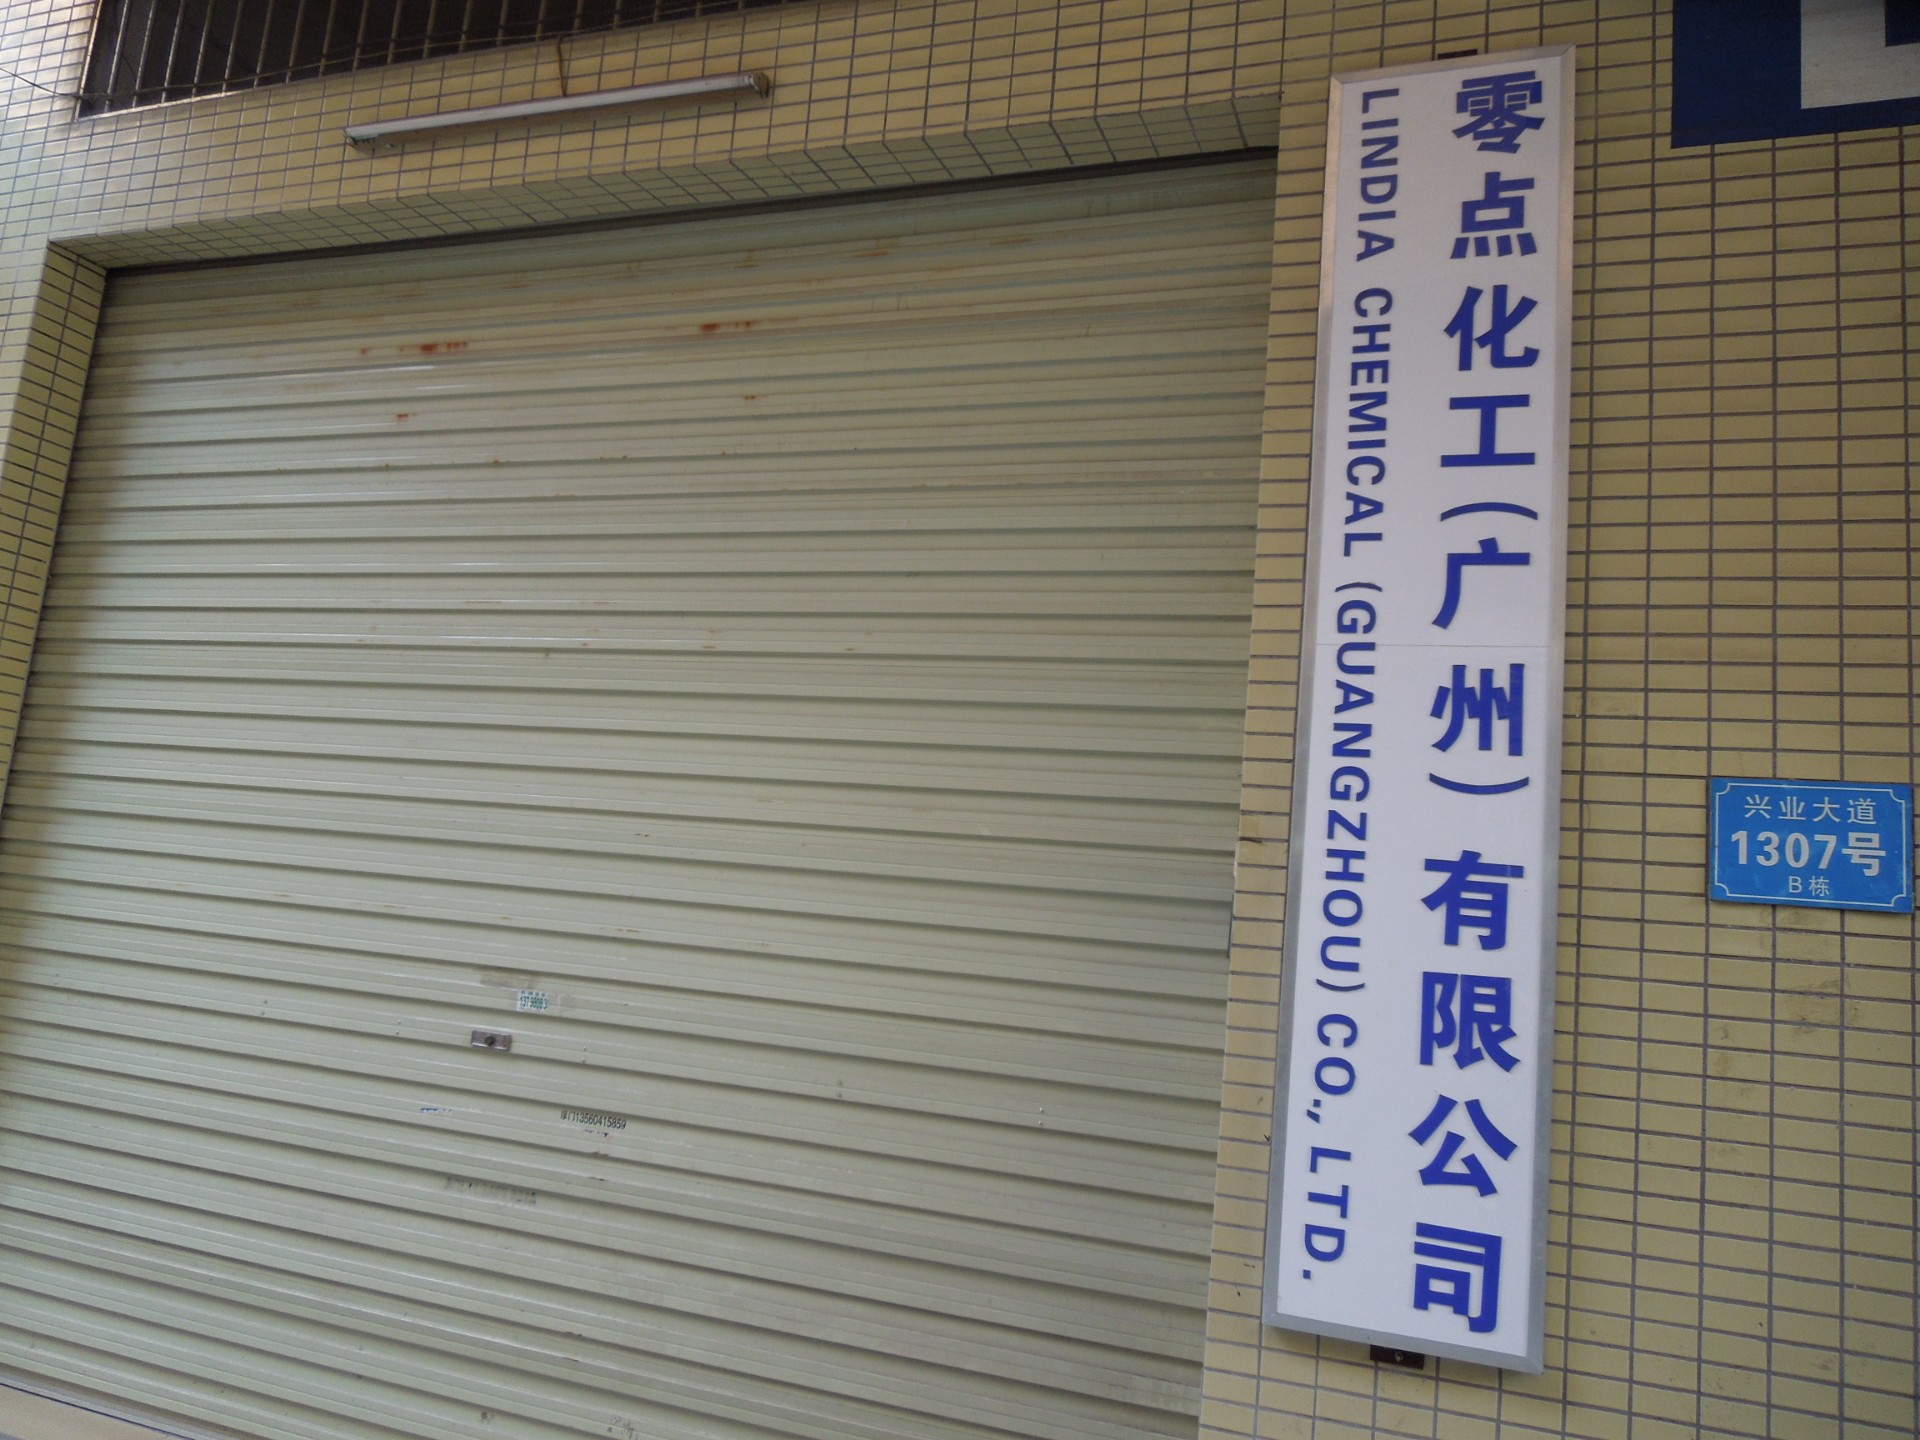 零点化工(广州)有限公司
LINDIA CHEMICAL (GUANGZHOU) CO., LTD.
兴业大道
1307号
B栋
13560415859